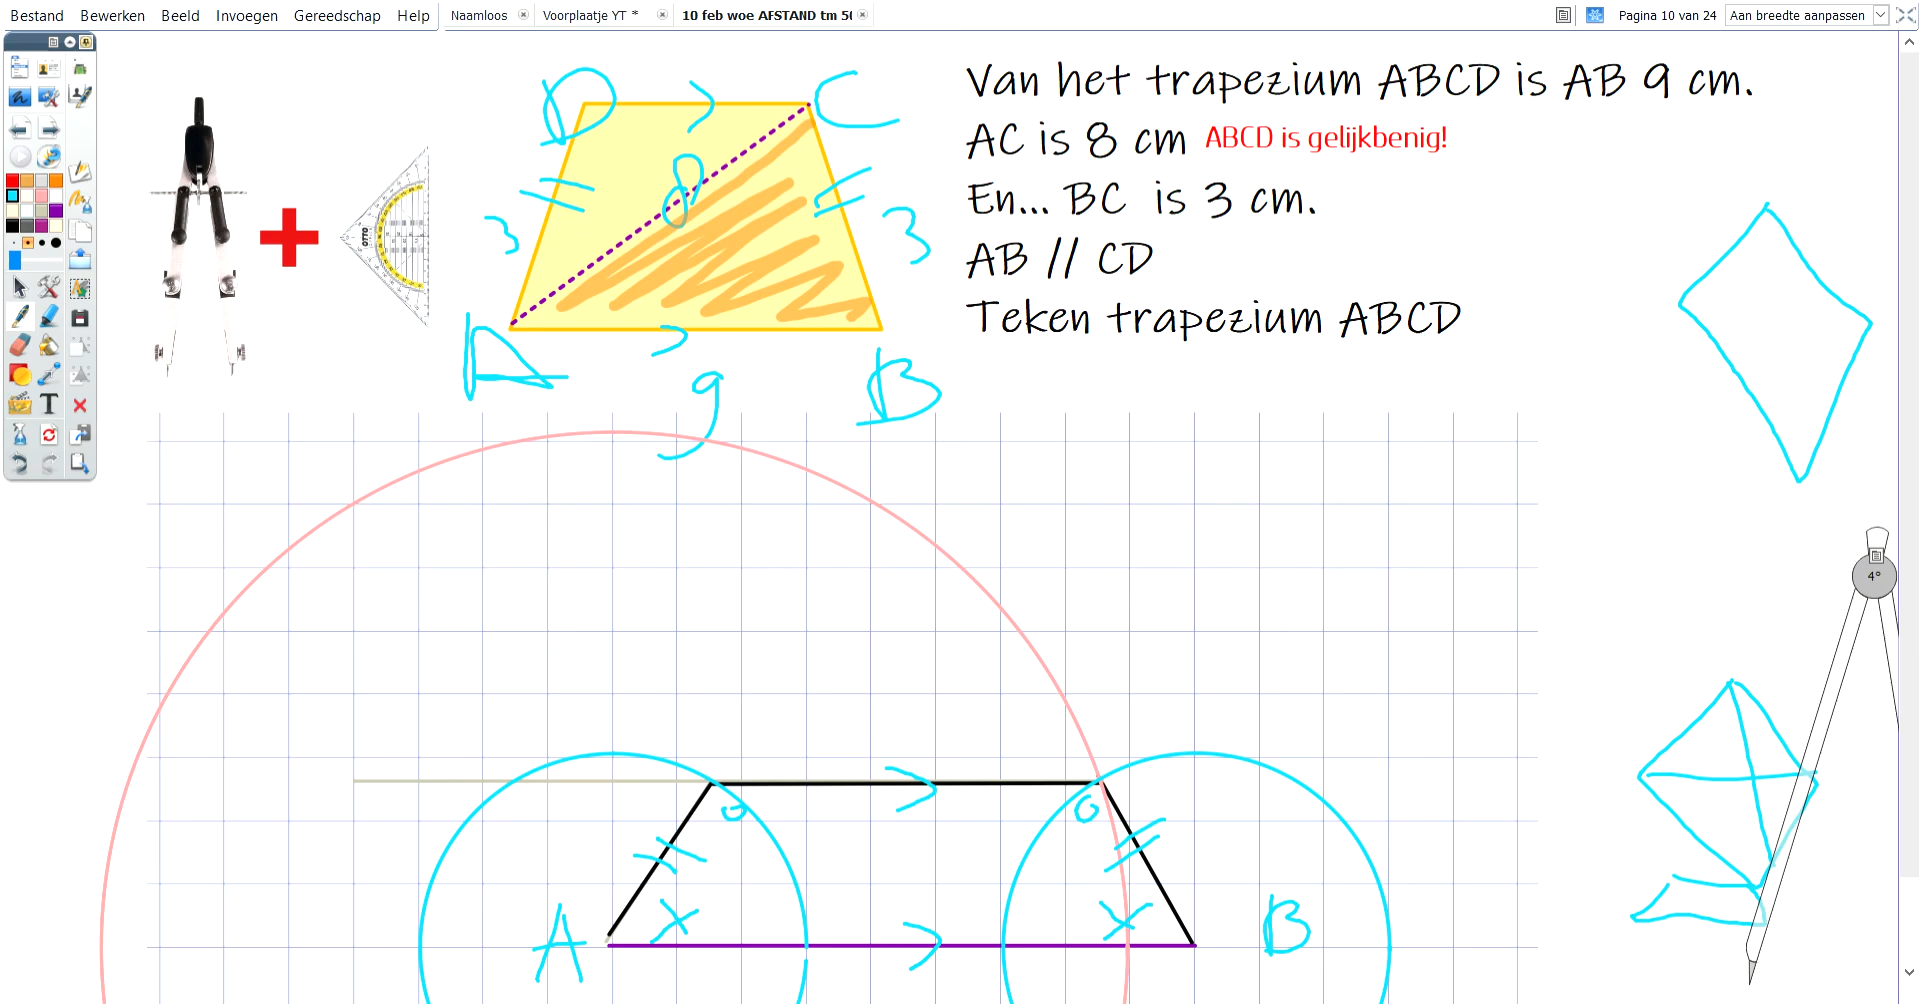 Bestand Bewerken Beeld Invoegen Gereedschap Help
Naamloos Voorplaatje YT * 10 feb woe AFSTAND tm
Pagina 10 van 24 Aan breedte aanpassen
Van het trapezium ABCD is AB 9 cm.
AC is 8 cm ABCD is gelijkbenig!
En... BC is 3 cm.
AB // CD
Teken trapezium ABCD
D C
8
3 3
A B
9
OTTO
T
4°
A B